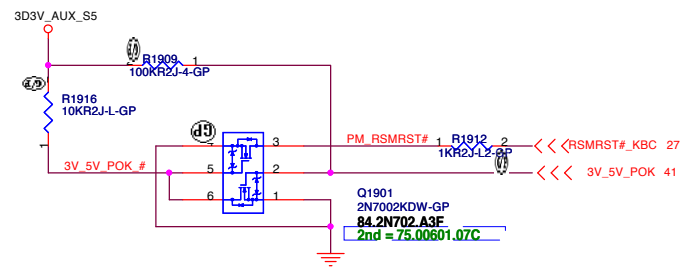 3D3V_AUX_S5
R1909
1
100KR2J-4-GP
R1916
10KR2J-L-GP
1
GP
3
PM_RSMRST#
1
R1912
2
RSMRST#_KBC 27
1KR2J-L2-GP
3V_5V_POK_#
5
2
3V_5V_POK 41
6
1
Q1901
2N7002KDW-GP
84.2N702.A3F
2nd = 75.00601.07C